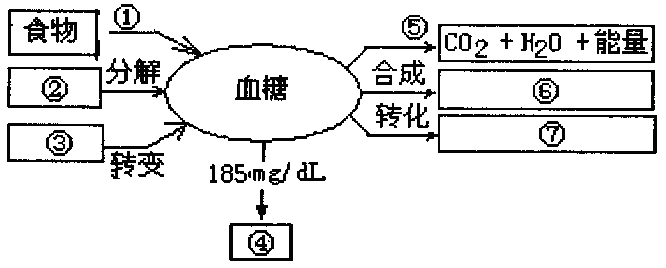 食物 ① ⑤ CO₂ + H₂O + 能量
② 分解 血糖 合成 ⑥
③ 转变 转化 ⑦
185mg/dL
④